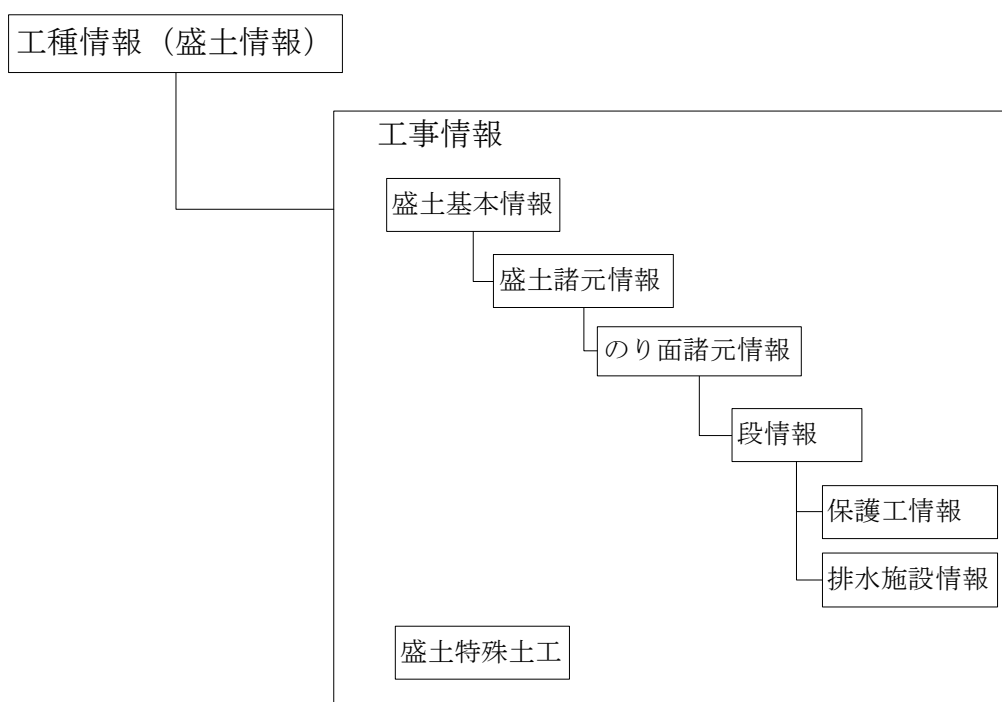 工種情報（盛土情報）
工事情報
盛土基本情報
盛土諸元情報
のり面諸元情報
段情報
保護工情報
排水施設情報
盛土特殊土工